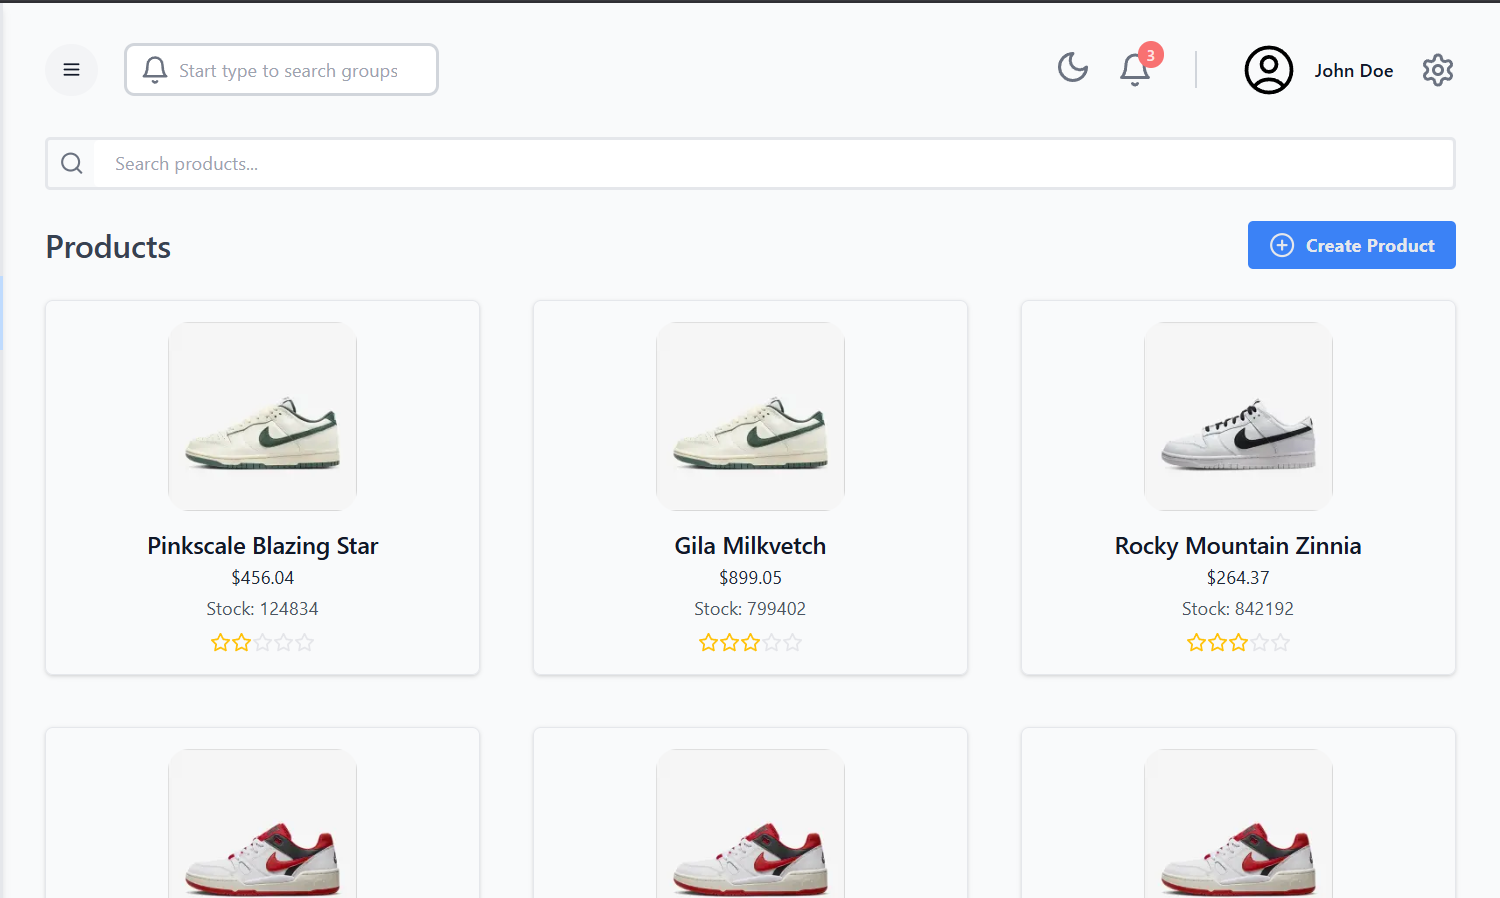 Start type to search groups
3
John Doe
Search products...
Products
Create Product
Pinkscale Blazing Star
$456.04
Stock: 124834
Gila Milkvetch
$899.05
Stock: 799402
Rocky Mountain Zinnia
$264.37
Stock: 842192